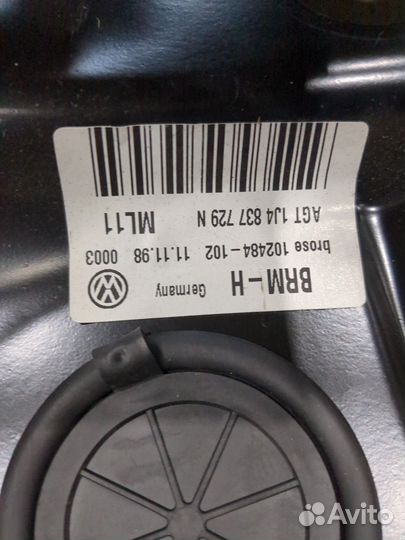 BRM-H Germany
brose 102484-102 11.11.98 0003
AGT 1J4 837 729 N ML11
Avito